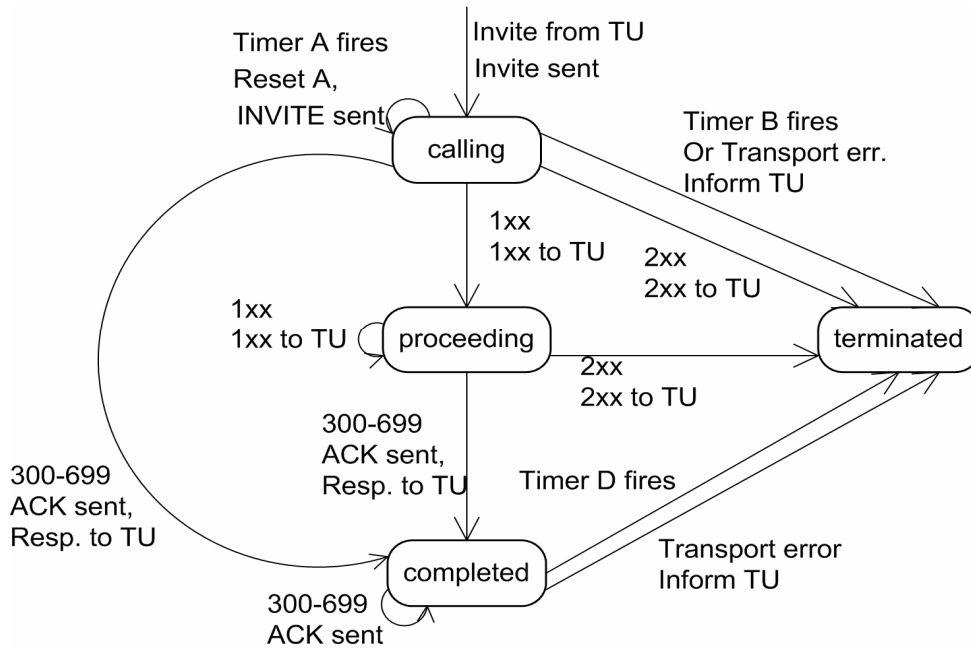 Invite from TU
Invite sent
Timer A fires
Reset A,
INVITE sent
calling
Timer B fires
Or Transport err.
Inform TU
1xx
1xx to TU
2xx
2xx to TU
1xx
1xx to TU
proceeding
terminated
2xx
2xx to TU
300-699
ACK sent,
Resp. to TU
300-699
ACK sent,
Resp. to TU
Timer D fires
Transport error
Inform TU
completed
300-699
ACK sent